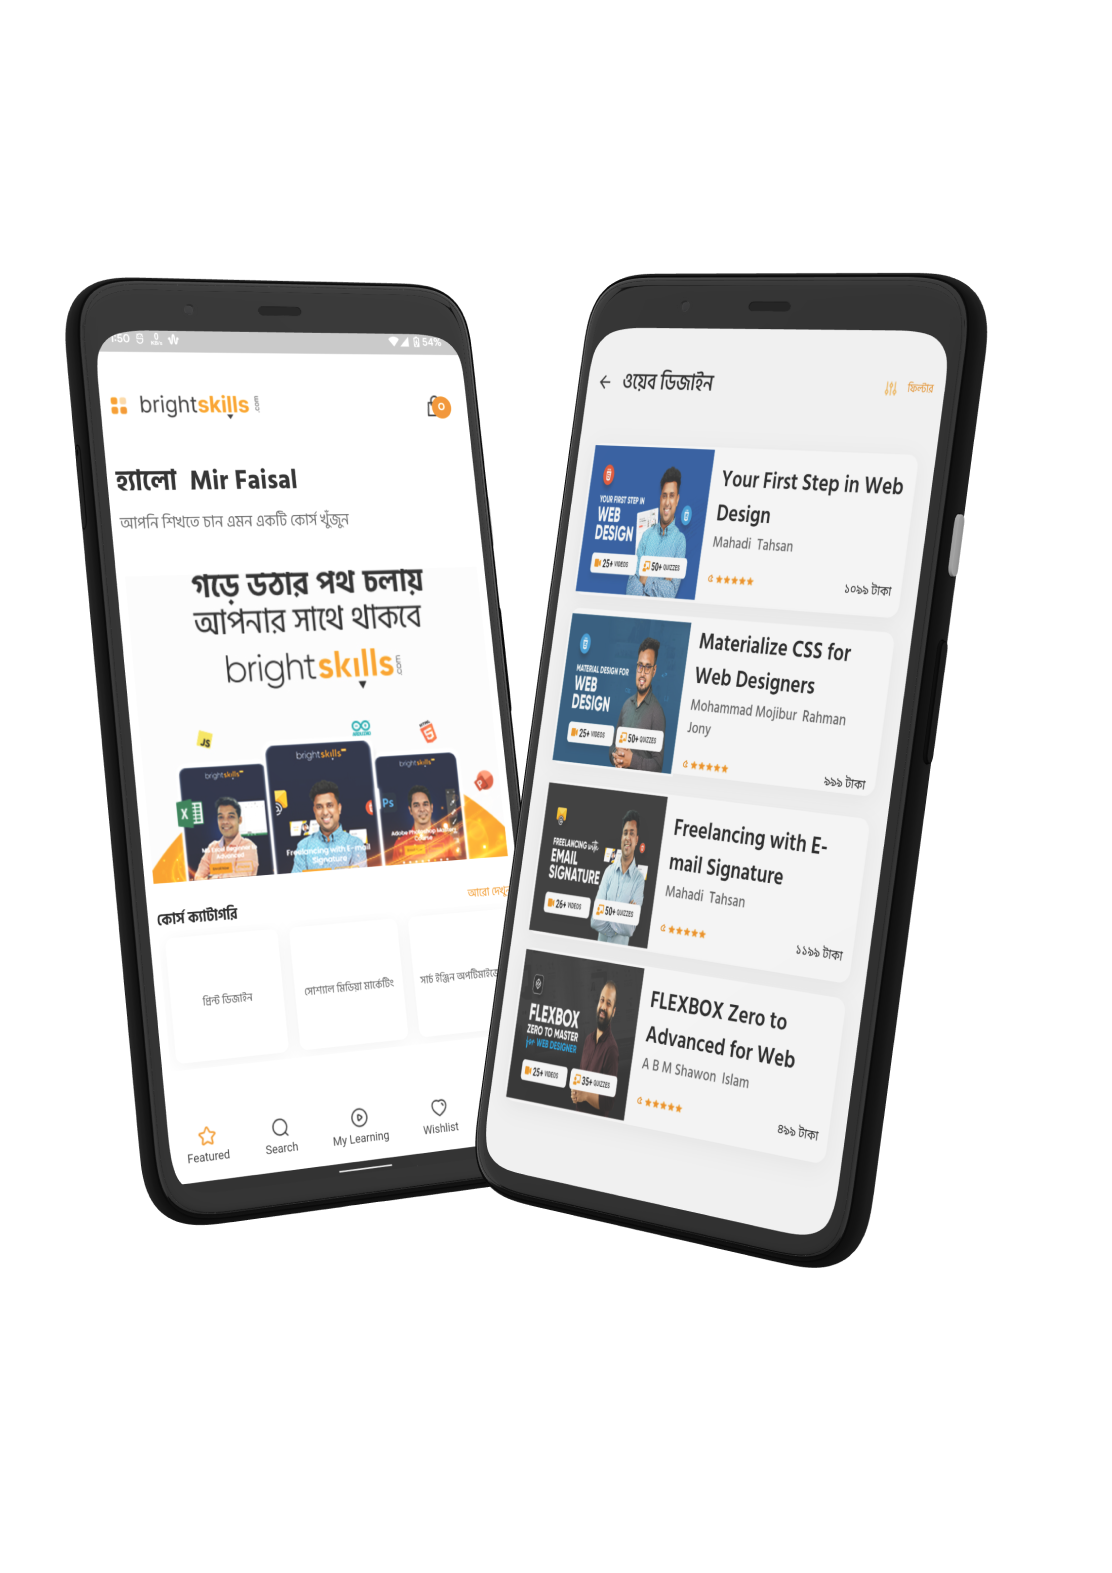 :50
54%
brightskills
.com
0
হ্যালো Mir Faisal
আপনি শিখতে চান এমন একটি কোর্স খুঁজুন
গড়ে উঠার পথ চলায়
আপনার সাথে থাকবে
brightskills
.com
JS
HTML
brightskills
brightskills
brightskills
Ps
Adobe Photoshop
Course
Advanced
Freelancing with E-mail
Signature
আরো দেখুন
কোর্স ক্যাটাগরি
প্রিন্ট ডিজাইন
সোশ্যাল মিডিয়া মার্কেটিং
সার্চ ইঞ্জিন
Featured
Search
My Learning
Wishlist
ওয়েব ডিজাইন
ফিল্টার
YOUR FIRST STEP IN
WEB
DESIGN
25+ VIDEOS
50+ QUIZZES
Your First Step in Web
Design
Mahadi Tahsan
৫
১০৯৯ টাকা
MATERIAL DESIGN FOR
WEB
DESIGN
25+ VIDEOS
50+ QUIZZES
Materialize CSS for
Web Designers
Mohammad Mojibur Rahman
Jony
৫
৯৯৯ টাকা
FREELANCING with
EMAIL
SIGNATURE
26+ VIDEOS
50+ QUIZZES
Freelancing with E-
mail Signature
Mahadi Tahsan
৫
১১৯৯ টাকা
FLEXBOX
ZERO TO MASTER
for WEB DESIGNER
25+ VIDEOS
35+ QUIZZES
FLEXBOX Zero to
Advanced for Web
A B M Shawon Islam
৫
৪৯৯ টাকা